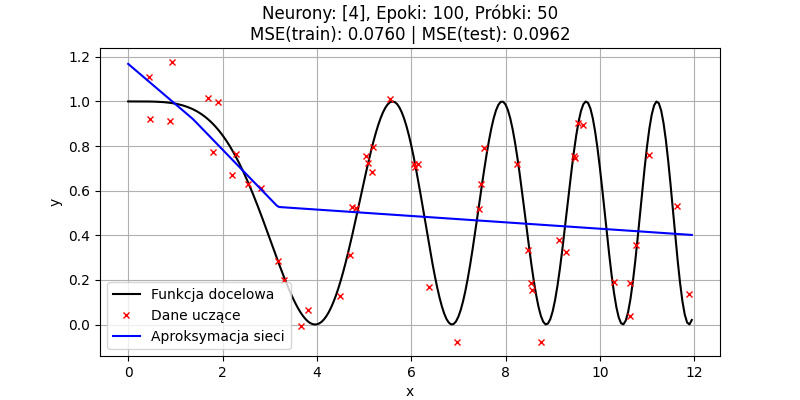 Neurony: [4], Epoki: 100, Próbki: 50
MSE(train): 0.0760 | MSE(test): 0.0962
y
1.2
1.0
0.8
0.6
0.4
0.2
0.0
Funkcja docelowa
Dane uczące
Aproksymacja sieci
0 2 4 6 8 10 12
x